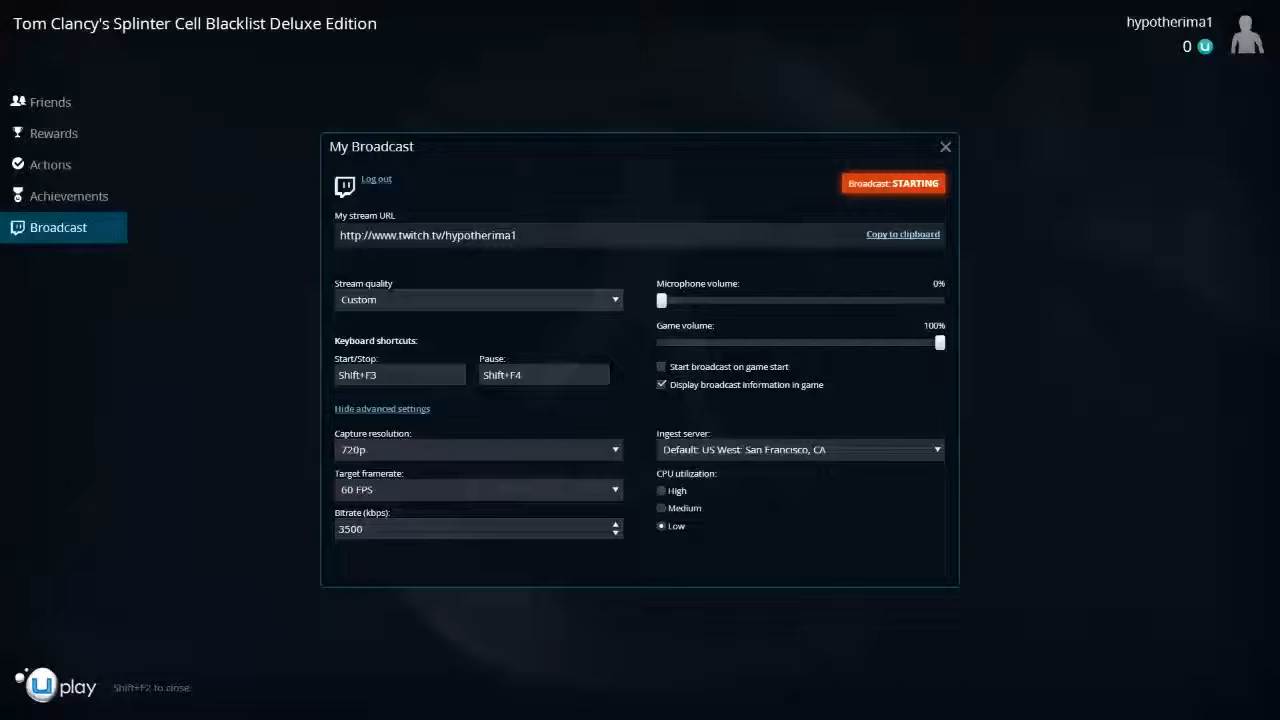 Tom Clancy's Splinter Cell Blacklist Deluxe Edition
hypotherima1
0
Friends
Rewards
Actions
Achievements
Broadcast
My Broadcast
Log out
Broadcast: STARTING
My stream URL
http://www.twitch.tv/hypotherima1
Copy to clipboard
Stream quality
Custom
Microphone volume: 0%
Game volume: 100%
Keyboard shortcuts:
Start/Stop: Pause:
Shift+F3 Shift+F4
Start broadcast on game start
Display broadcast information in game
Hide advanced settings
Capture resolution:
720p
Target framerate:
60 FPS
Bitrate (kbps):
3500
Ingest server:
Default: US West: San Francisco, CA
CPU utilization:
High
Medium
Low
Uplay
Shift+F2 to close